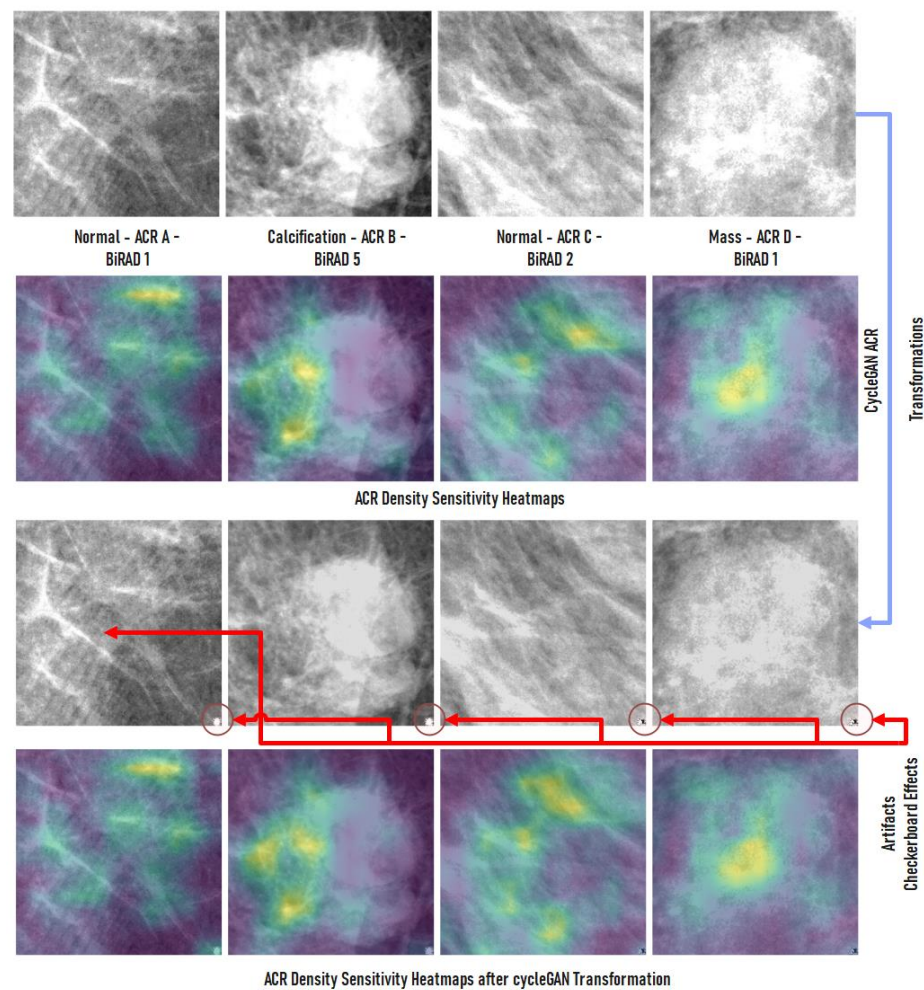 Normal - ACR A -
BiRAD 1
Calcification - ACR B -
BiRAD 5
Normal - ACR C -
BiRAD 2
Mass - ACR D -
BiRAD 1
CycleGAN ACR
Transformations
ACR Density Sensitivity Heatmaps
Artifacts
Checkerboard Effects
ACR Density Sensitivity Heatmaps after cycleGAN Transformation